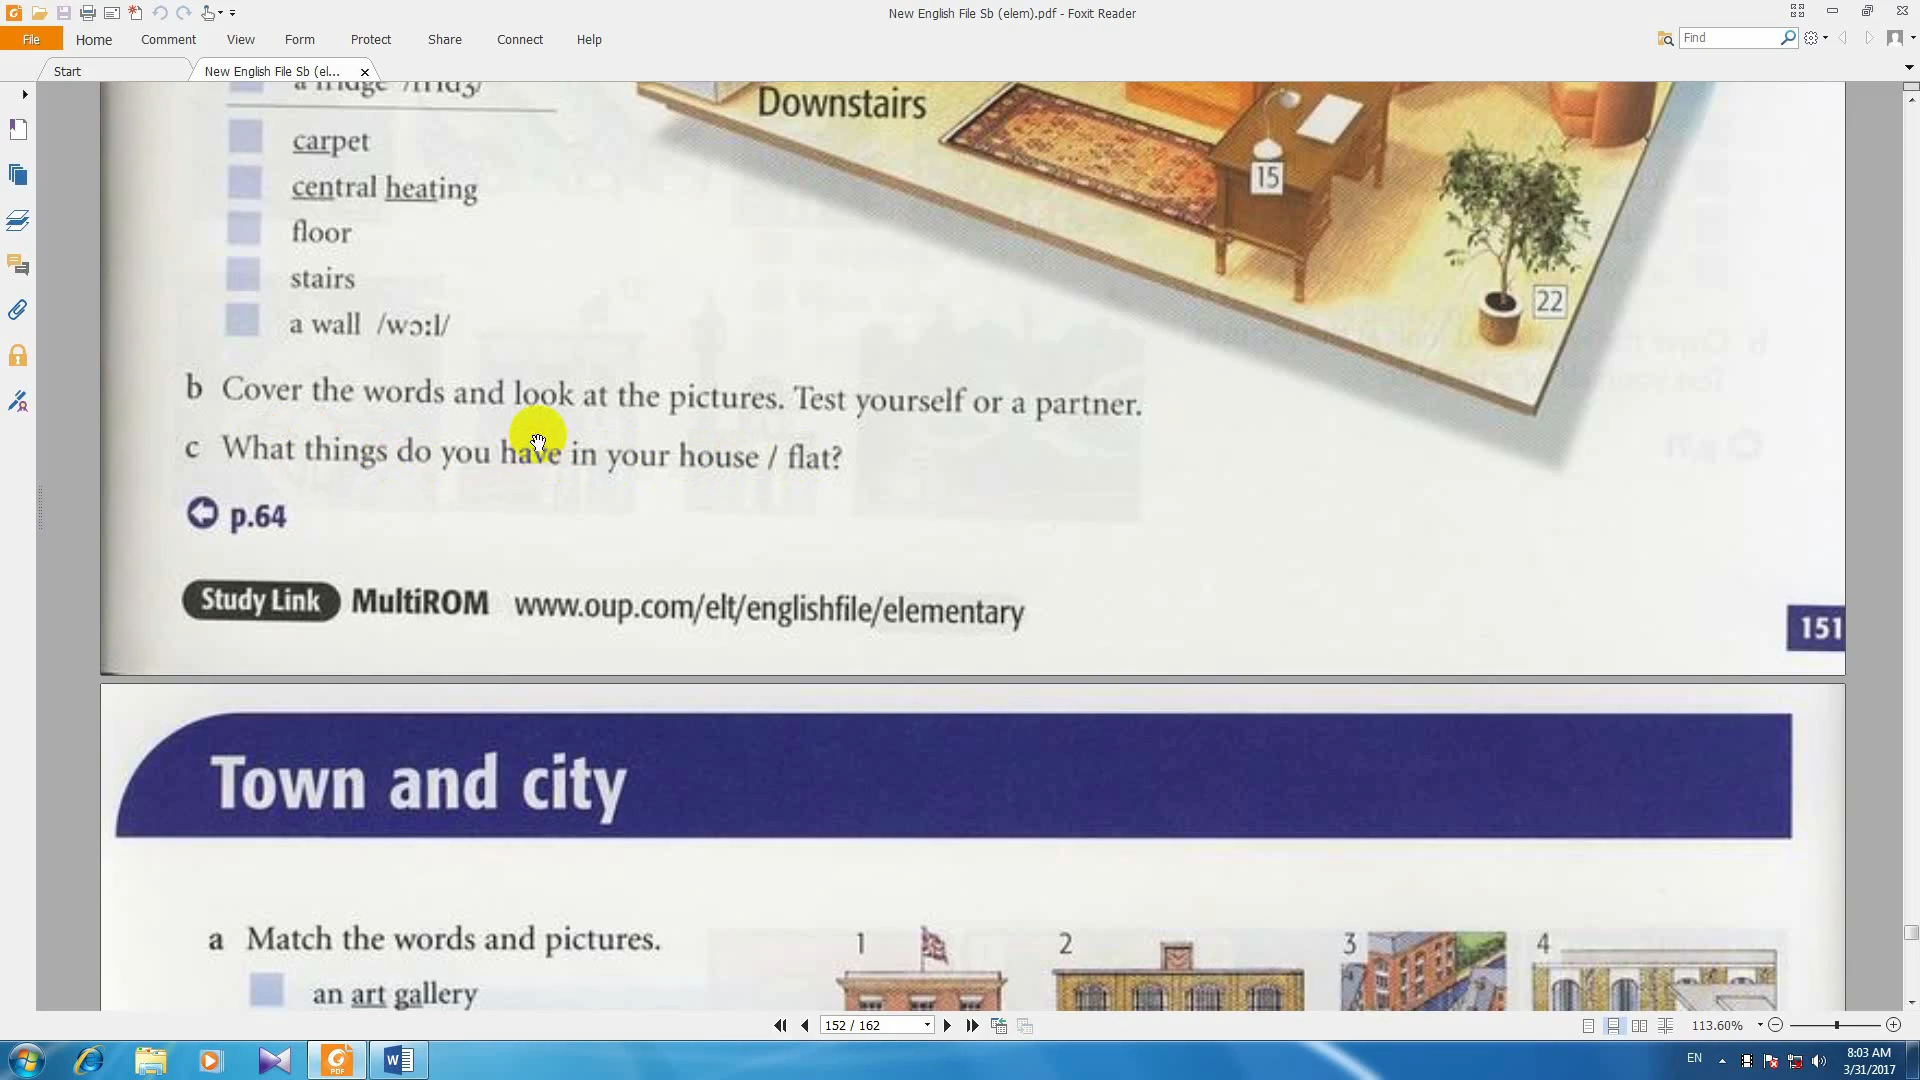 New English File Sb (elem).pdf - Foxit Reader
File Home Comment View Form Protect Share Connect Help
Find
Start
New English File Sb (el...
a fridge /frɪdʒ/
carpet
central heating
floor
stairs
a wall /wɔːl/
Downstairs
15
22
b Cover the words and look at the pictures. Test yourself or a partner.
c What things do you have in your house / flat?
p.64
Study Link MultiROM www.oup.com/elt/englishfile/elementary
151
Town and city
a Match the words and pictures.
1 2 3 4
an art gallery
152 / 162
113.60%
EN
8:03 AM
3/31/2017